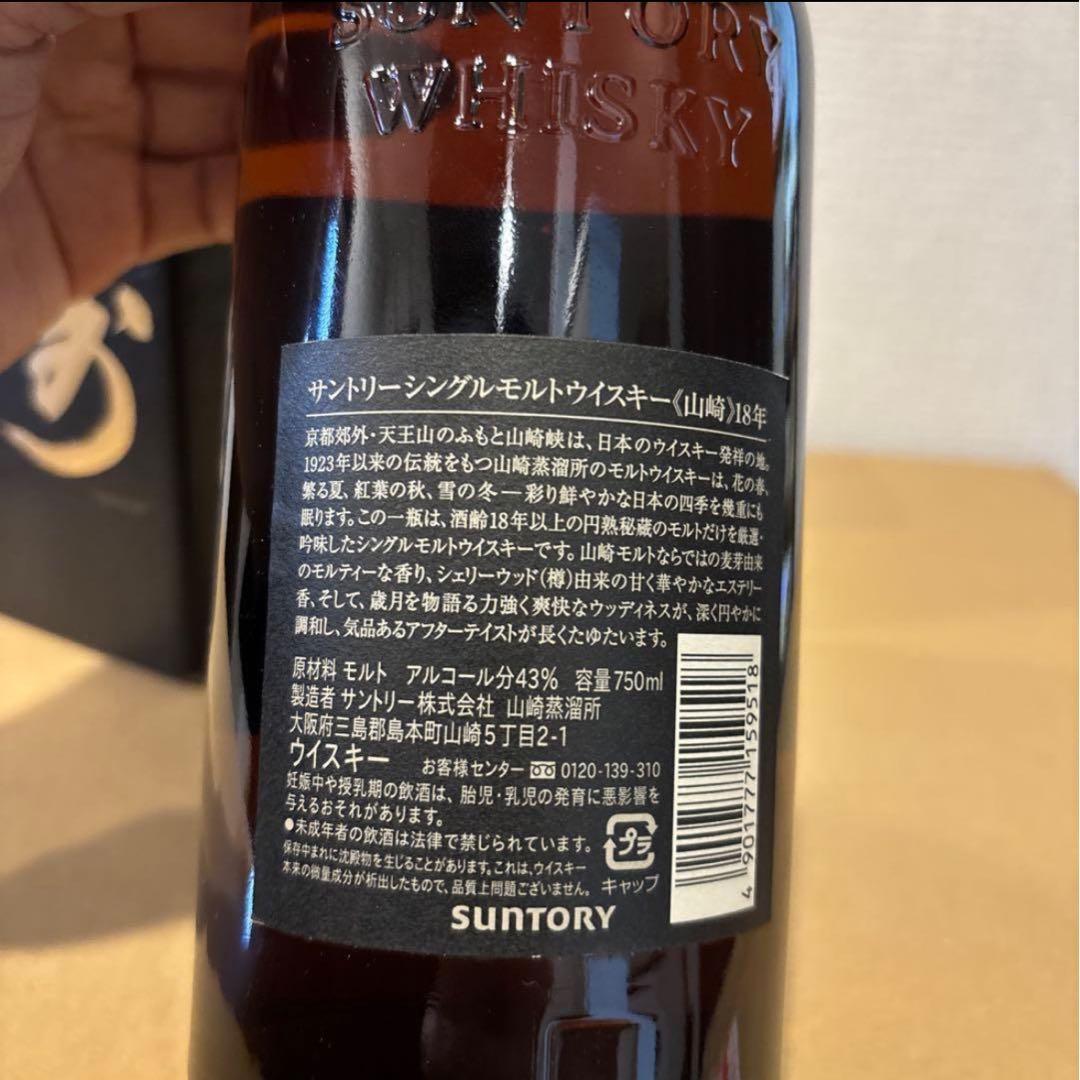 SUNTORY
WHISKY
サントリーシングルモルトウイスキー《山崎》18年
京都郊外・天王山のふもと山崎峡は、日本のウイスキー発祥の地。
1923年以来の伝統をもつ山崎蒸溜所のモルトウイスキーは、花の春、
繁る夏、紅葉の秋、雪の冬―彩り鮮やかな日本の四季を幾重にも
眠ります。この一瓶は、酒齢18年以上の円熟秘蔵のモルトだけを厳選・
吟味したシングルモルトウイスキーです。山崎モルトならではの麦芽由来
のモルティーな香り、シェリーウッド(樽)由来の甘く華やかなエステリー
香、そして、歳月を物語る力強く爽快なウッディネスが、深く円やかに
調和し、気品あるアフターテイストが長くたゆたいます。
原材料 モルト アルコール分43% 容量750ml
製造者 サントリー株式会社 山崎蒸溜所
大阪府三島郡島本町山崎5丁目2-1
ウイスキー お客様センター 0120-139-310
妊娠中や授乳期の飲酒は、胎児・乳児の発育に悪影響を
与えるおそれがあります。
●未成年者の飲酒は法律で禁じられています。
保存中まれに沈殿物を生じることがあります。これは、ウイスキー
本来の微量成分が析出したもので、品質上問題ございません。
プラ
キャップ
SUNTORY
4 901777 159518